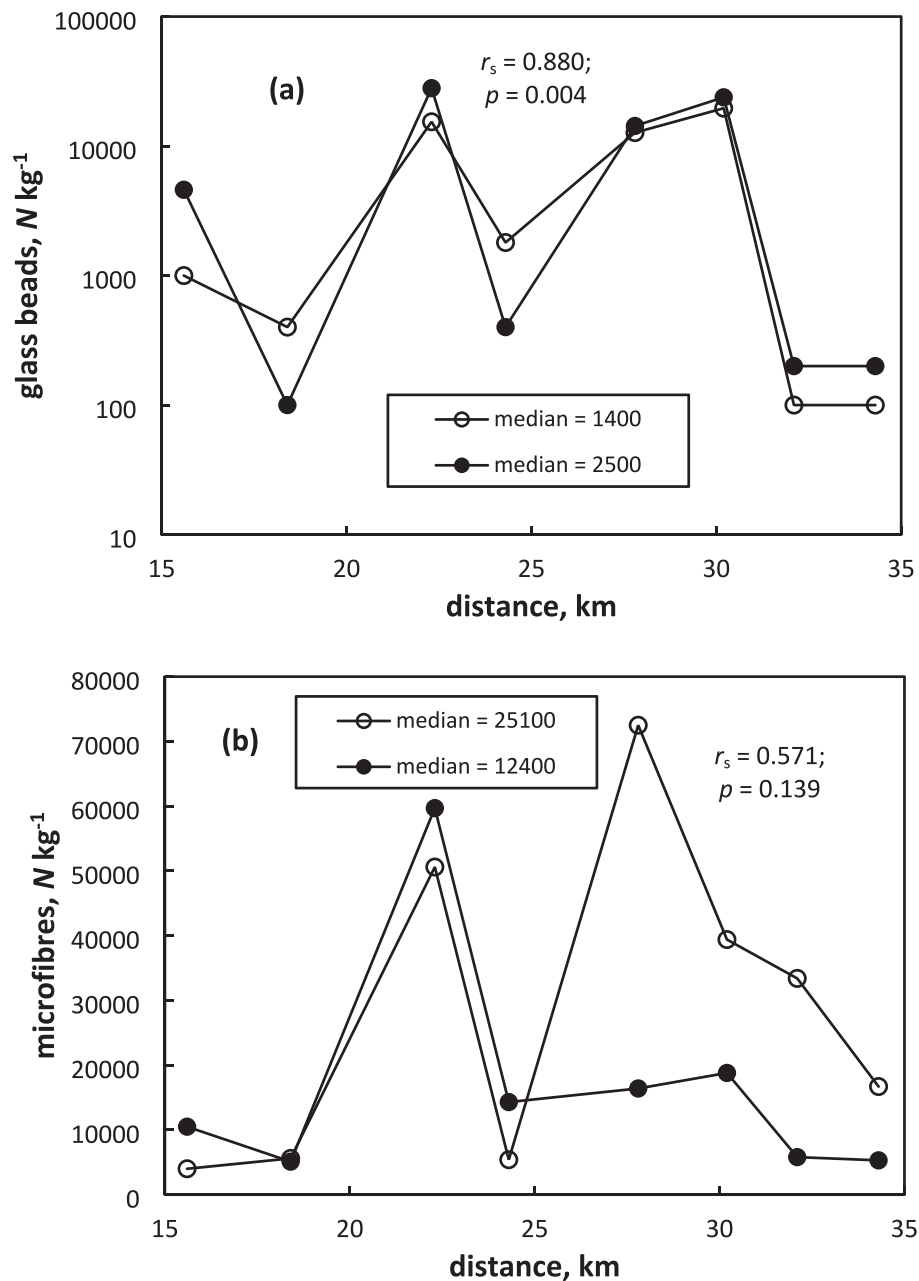 100000
10000
1000
100
10
glass beads, N kg-1
(a)
rs = 0.880;
p = 0.004
median = 1400
median = 2500
15 20 25 30 35
distance, km
80000
70000
60000
50000
40000
30000
20000
10000
0
microfibres, N kg-1
(b)
median = 25100
median = 12400
rs = 0.571;
p = 0.139
15 20 25 30 35
distance, km